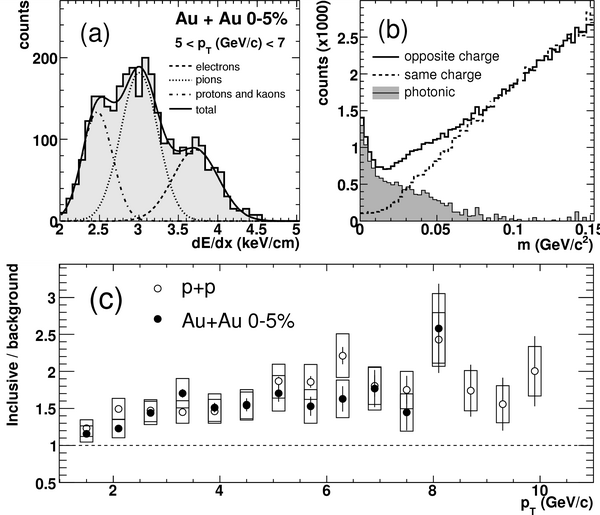 counts
200
100
0
(a)
Au + Au 0-5%
5 < pT (GeV/c) < 7
electrons
pions
protons and kaons
total
2 2.5 3 3.5 4 4.5 5
dE/dx (keV/cm)
counts (x1000)
2.5
2
1.5
1
0.5
0
(b)
opposite charge
same charge
photonic
0 0.05 0.1 0.15
m (GeV/c²)
Inclusive / background
3
2.5
2
1.5
1
0.5
(c)
p+p
Au+Au 0-5%
2 4 6 8 10
pT (GeV/c)